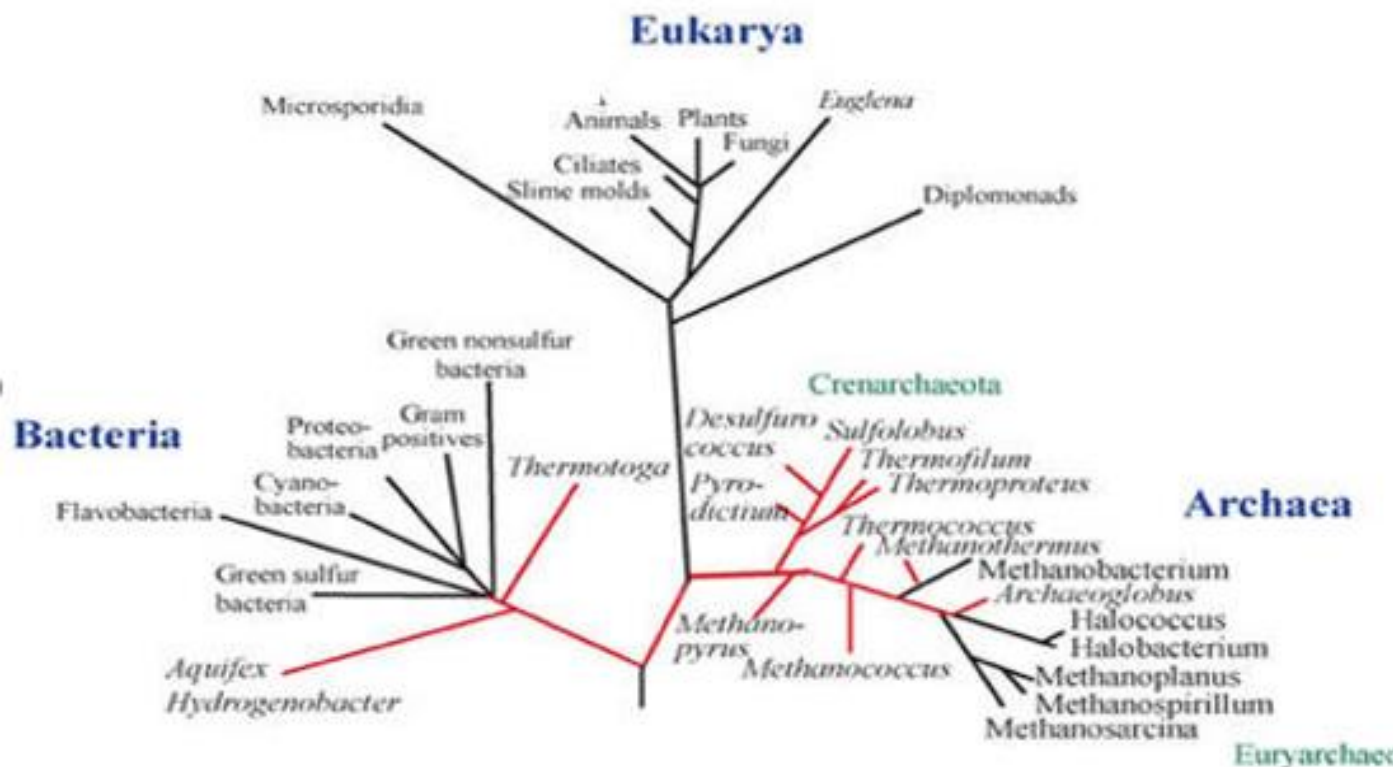 Eukarya
Microsporidia
Animals
Plants
Euglena
Fungi
Ciliates
Slime molds
Diplomonads
Green nonsulfur
bacteria
Crenarchaeota
Bacteria
Proteo-
bacteria
Gram
positives
Thermotoga
Cyano-
bacteria
Flavobacteria
Green sulfur
bacteria
Aquifex
Hydrogenobacter
Desulfuro
coccus
Sulfolobus
Thermofilum
Thermoproteus
Pyro-
dictium
Archaea
Thermococcus
Methanothermus
Methanobacterium
Archaeoglobus
Halococcus
Halobacterium
Methano-
pyrus
Methanococcus
Methanoplanus
Methanospirillum
Methanosarcina
Euryarchaeo